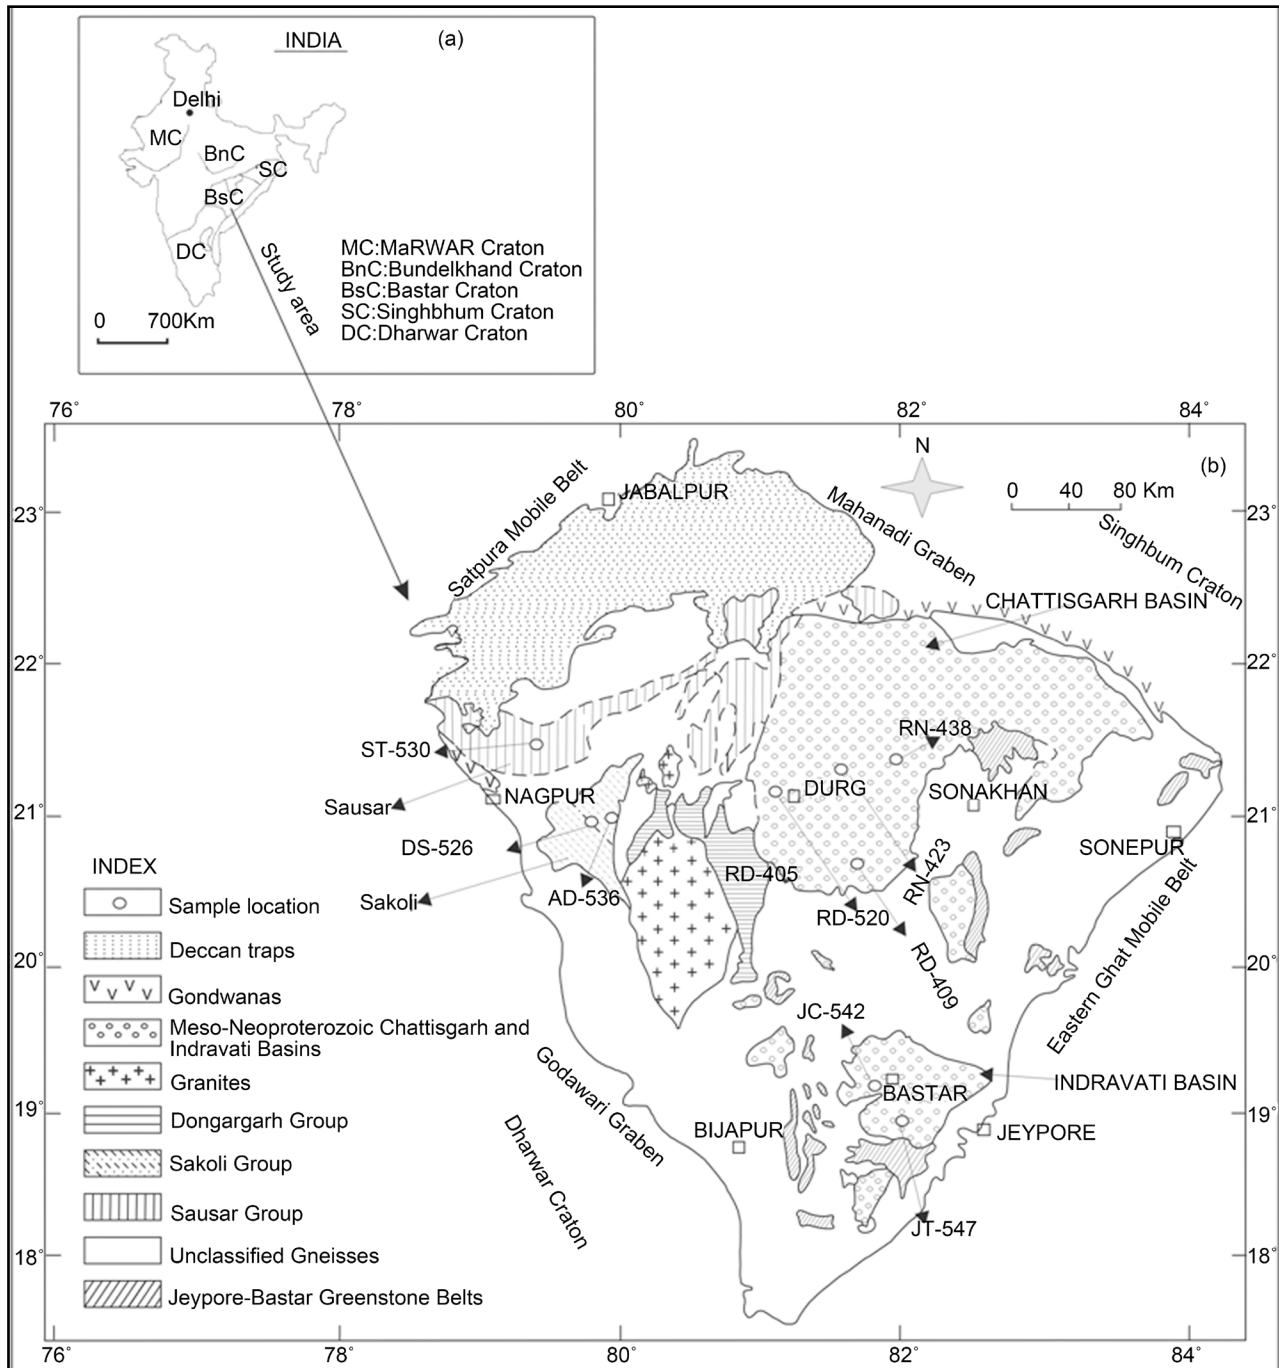 INDIA
(a)
Delhi
MC
BnC
SC
BsC
DC
Study area
MC:MaRWAR Craton
BnC:Bundelkhand Craton
BsC:Bastar Craton
SC:Singhbhum Craton
DC:Dharwar Craton
0 700Km
76° 78° 80° 82° 84°
N
(b)
0 40 80 Km
Satpura Mobile Belt
JABALPUR
Mahanadi Graben
Singhbum Craton
23° 23°
CHATTISGARH BASIN
22° 22°
RN-438
ST-530
Sausar
NAGPUR
DURG
SONAKHAN
21° 21°
DS-526
SONEPUR
RD-405
RN-423
Sakoli
AD-536
RD-520
RD-409
Eastern Ghat Mobile Belt
20° 20°
JC-542
Godawari Graben
INDRAVATI BASIN
BASTAR
19° 19°
BIJAPUR
JEYPORE
Dharwar Craton
JT-547
18° 18°
INDEX
Sample location
Deccan traps
Gondwanas
Meso-Neoproterozoic Chattisgarh and
Indravati Basins
Granites
Dongargarh Group
Sakoli Group
Sausar Group
Unclassified Gneisses
Jeypore-Bastar Greenstone Belts
76° 78° 80° 82° 84°